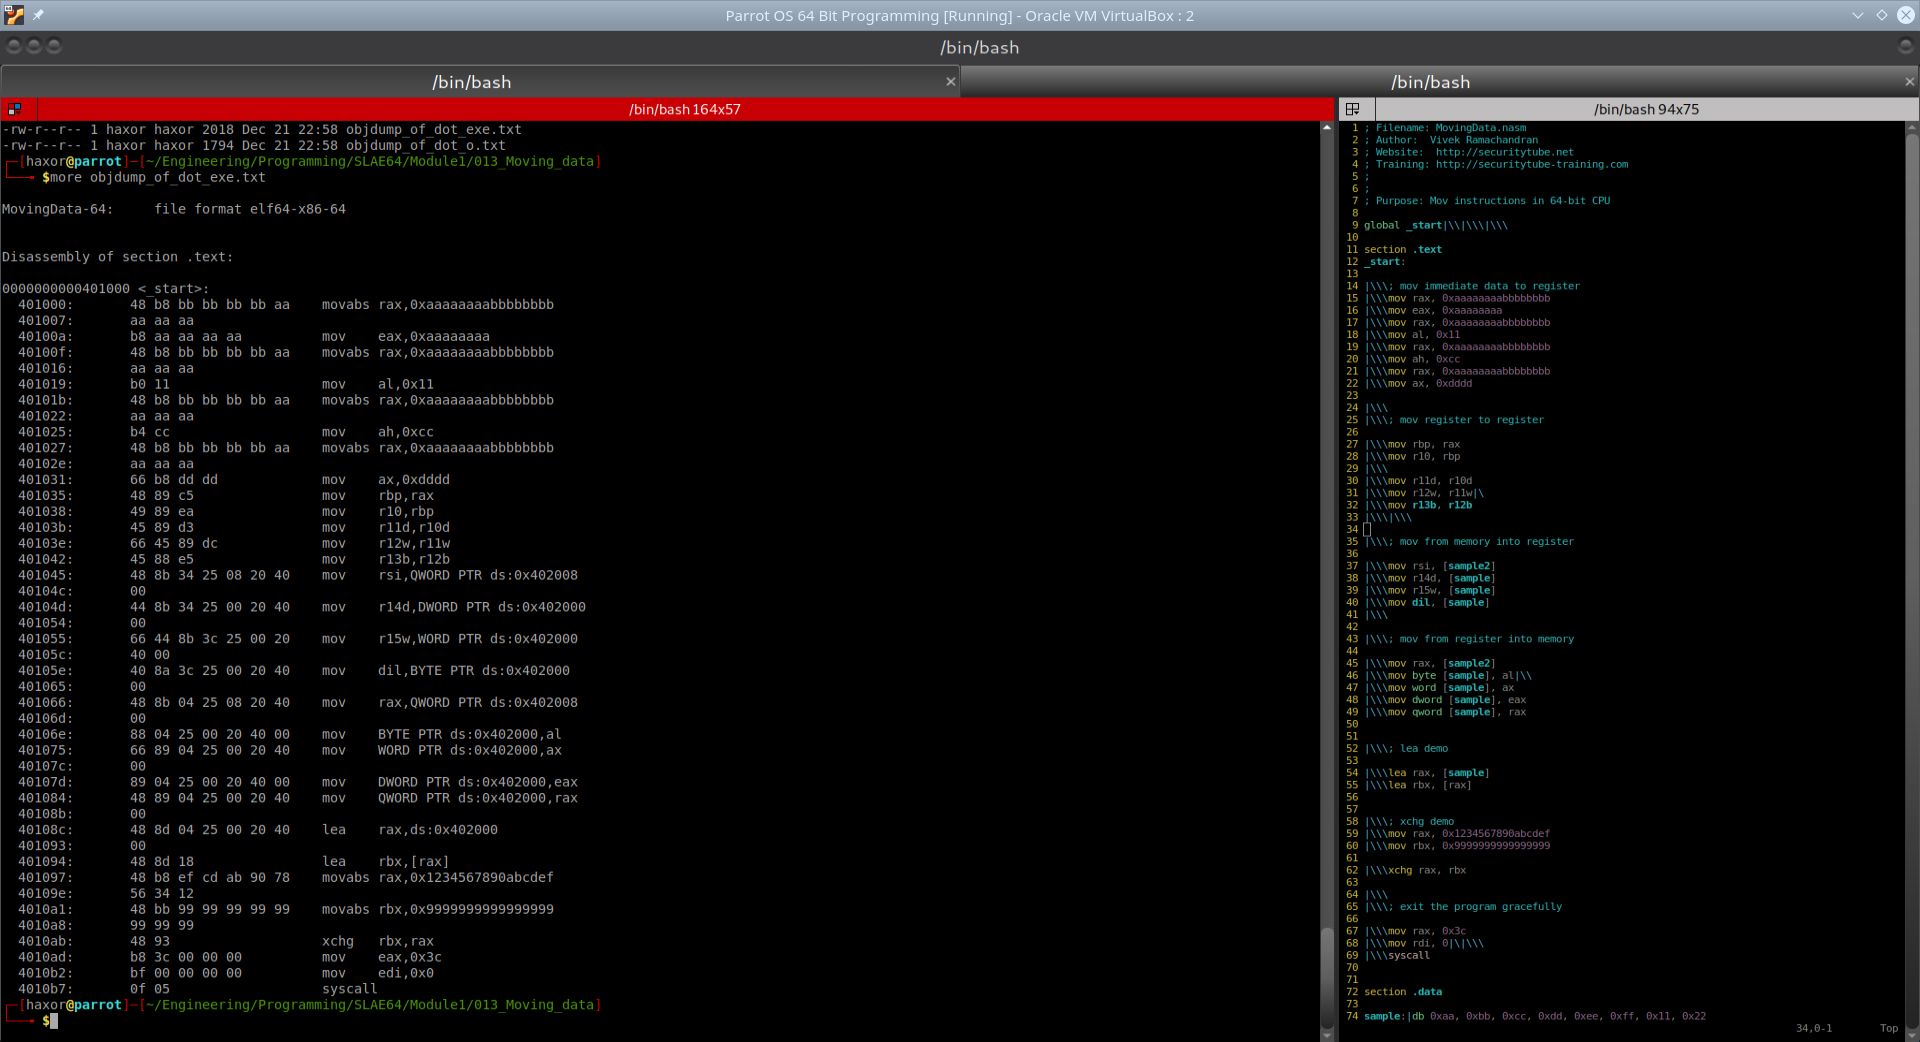 Parrot OS 64 Bit Programming [Running] - Oracle VM VirtualBox : 2
/bin/bash
/bin/bash
/bin/bash
/bin/bash 164x57
-rw-r--r-- 1 haxor haxor 2018 Dec 21 22:58 objdump_of_dot_exe.txt
-rw-r--r-- 1 haxor haxor 1794 Dec 21 22:58 objdump_of_dot_o.txt
[haxor@parrot]-[~/Engineering/Programming/SLAE64/Module1/013_Moving_data]
$more objdump_of_dot_exe.txt
MovingData-64:     file format elf64-x86-64
Disassembly of section .text:
0000000000401000 <_start>:
401000:       48 b8 bb bb bb bb aa    movabs rax,0xaaaaaaaabbbbbbbb
401007:       aa aa aa
40100a:       b8 aa aa aa aa          mov    eax,0xaaaaaaaa
40100f:       48 b8 bb bb bb bb aa    movabs rax,0xaaaaaaaabbbbbbbb
401016:       aa aa aa
401019:       b0 11                   mov    al,0x11
40101b:       48 b8 bb bb bb bb aa    movabs rax,0xaaaaaaaabbbbbbbb
401022:       aa aa aa
401025:       b4 cc                   mov    ah,0xcc
401027:       48 b8 bb bb bb bb aa    movabs rax,0xaaaaaaaabbbbbbbb
40102e:       aa aa aa
401031:       66 b8 dd dd             mov    ax,0xdddd
401035:       48 89 c5                mov    rbp,rax
401038:       49 89 ea                mov    r10,rbp
40103b:       45 89 d3                mov    r11d,r10d
40103e:       66 45 89 dc             mov    r12w,r11w
401042:       45 88 e5                mov    r13b,r12b
401045:       48 8b 34 25 08 20 40    mov    rsi,QWORD PTR ds:0x402008
40104c:       00
40104d:       44 8b 34 25 00 20 40    mov    r14d,DWORD PTR ds:0x402000
401054:       00
401055:       66 44 8b 3c 25 00 20    mov    r15w,WORD PTR ds:0x402000
40105c:       40 00
40105e:       40 8a 3c 25 00 20 40    mov    dil,BYTE PTR ds:0x402000
401065:       00
401066:       48 8b 04 25 08 20 40    mov    rax,QWORD PTR ds:0x402008
40106d:       00
40106e:       88 04 25 00 20 40 00    mov    BYTE PTR ds:0x402000,al
401075:       66 89 04 25 00 20 40    mov    WORD PTR ds:0x402000,ax
40107c:       00
40107d:       89 04 25 00 20 40 00    mov    DWORD PTR ds:0x402000,eax
401084:       48 89 04 25 00 20 40    mov    QWORD PTR ds:0x402000,rax
40108b:       00
40108c:       48 8d 04 25 00 20 40    lea    rax,ds:0x402000
401093:       00
401094:       48 8d 18                lea    rbx,[rax]
401097:       48 b8 ef cd ab 90 78    movabs rax,0x1234567890abcdef
40109e:       56 34 12
4010a1:       48 bb 99 99 99 99 99    movabs rbx,0x9999999999999999
4010a8:       99 99 99
4010ab:       48 93                   xchg   rbx,rax
4010ad:       b8 3c 00 00 00          mov    eax,0x3c
4010b2:       bf 00 00 00 00          mov    edi,0x0
4010b7:       0f 05                   syscall
[haxor@parrot]-[~/Engineering/Programming/SLAE64/Module1/013_Moving_data]
$
/bin/bash 94x75
1 ; Filename: MovingData.nasm
2 ; Author:  Vivek Ramachandran
3 ; Website:  http://securitytube.net
4 ; Training: http://securitytube-training.com
5 ;
6 ;
7 ; Purpose: Mov instructions in 64-bit CPU
8
9 global _start|\\|\\\|\\\
10
11 section .text
12 _start:
13
14 |\\\; mov immediate data to register
15 |\\\mov rax, 0xaaaaaaaabbbbbbbb
16 |\\\mov eax, 0xaaaaaaaa
17 |\\\mov rax, 0xaaaaaaaabbbbbbbb
18 |\\\mov al, 0x11
19 |\\\mov rax, 0xaaaaaaaabbbbbbbb
20 |\\\mov ah, 0xcc
21 |\\\mov rax, 0xaaaaaaaabbbbbbbb
22 |\\\mov ax, 0xdddd
23
24 |\\\
25 |\\\; mov register to register
26
27 |\\\mov rbp, rax
28 |\\\mov r10, rbp
29 |\\\
30 |\\\mov r11d, r10d
31 |\\\mov r12w, r11w|\
32 |\\\mov r13b, r12b
33 |\\\|\\\
34
35 |\\\; mov from memory into register
36
37 |\\\mov rsi, [sample2]
38 |\\\mov r14d, [sample]
39 |\\\mov r15w, [sample]
40 |\\\mov dil, [sample]
41 |\\\
42
43 |\\\; mov from register into memory
44
45 |\\\mov rax, [sample2]
46 |\\\mov byte [sample], al|\\
47 |\\\mov word [sample], ax
48 |\\\mov dword [sample], eax
49 |\\\mov qword [sample], rax
50
51
52 |\\\; lea demo
53
54 |\\\lea rax, [sample]
55 |\\\lea rbx, [rax]
56
57
58 |\\\; xchg demo
59 |\\\mov rax, 0x1234567890abcdef
60 |\\\mov rbx, 0x9999999999999999
61
62 |\\\xchg rax, rbx
63
64 |\\\
65 |\\\; exit the program gracefully
66
67 |\\\mov rax, 0x3c
68 |\\\mov rdi, 0|\|\\\
69 |\\\syscall
70
71
72 section .data
73
74 sample:|db 0xaa, 0xbb, 0xcc, 0xdd, 0xee, 0xff, 0x11, 0x22
34,0-1        Top